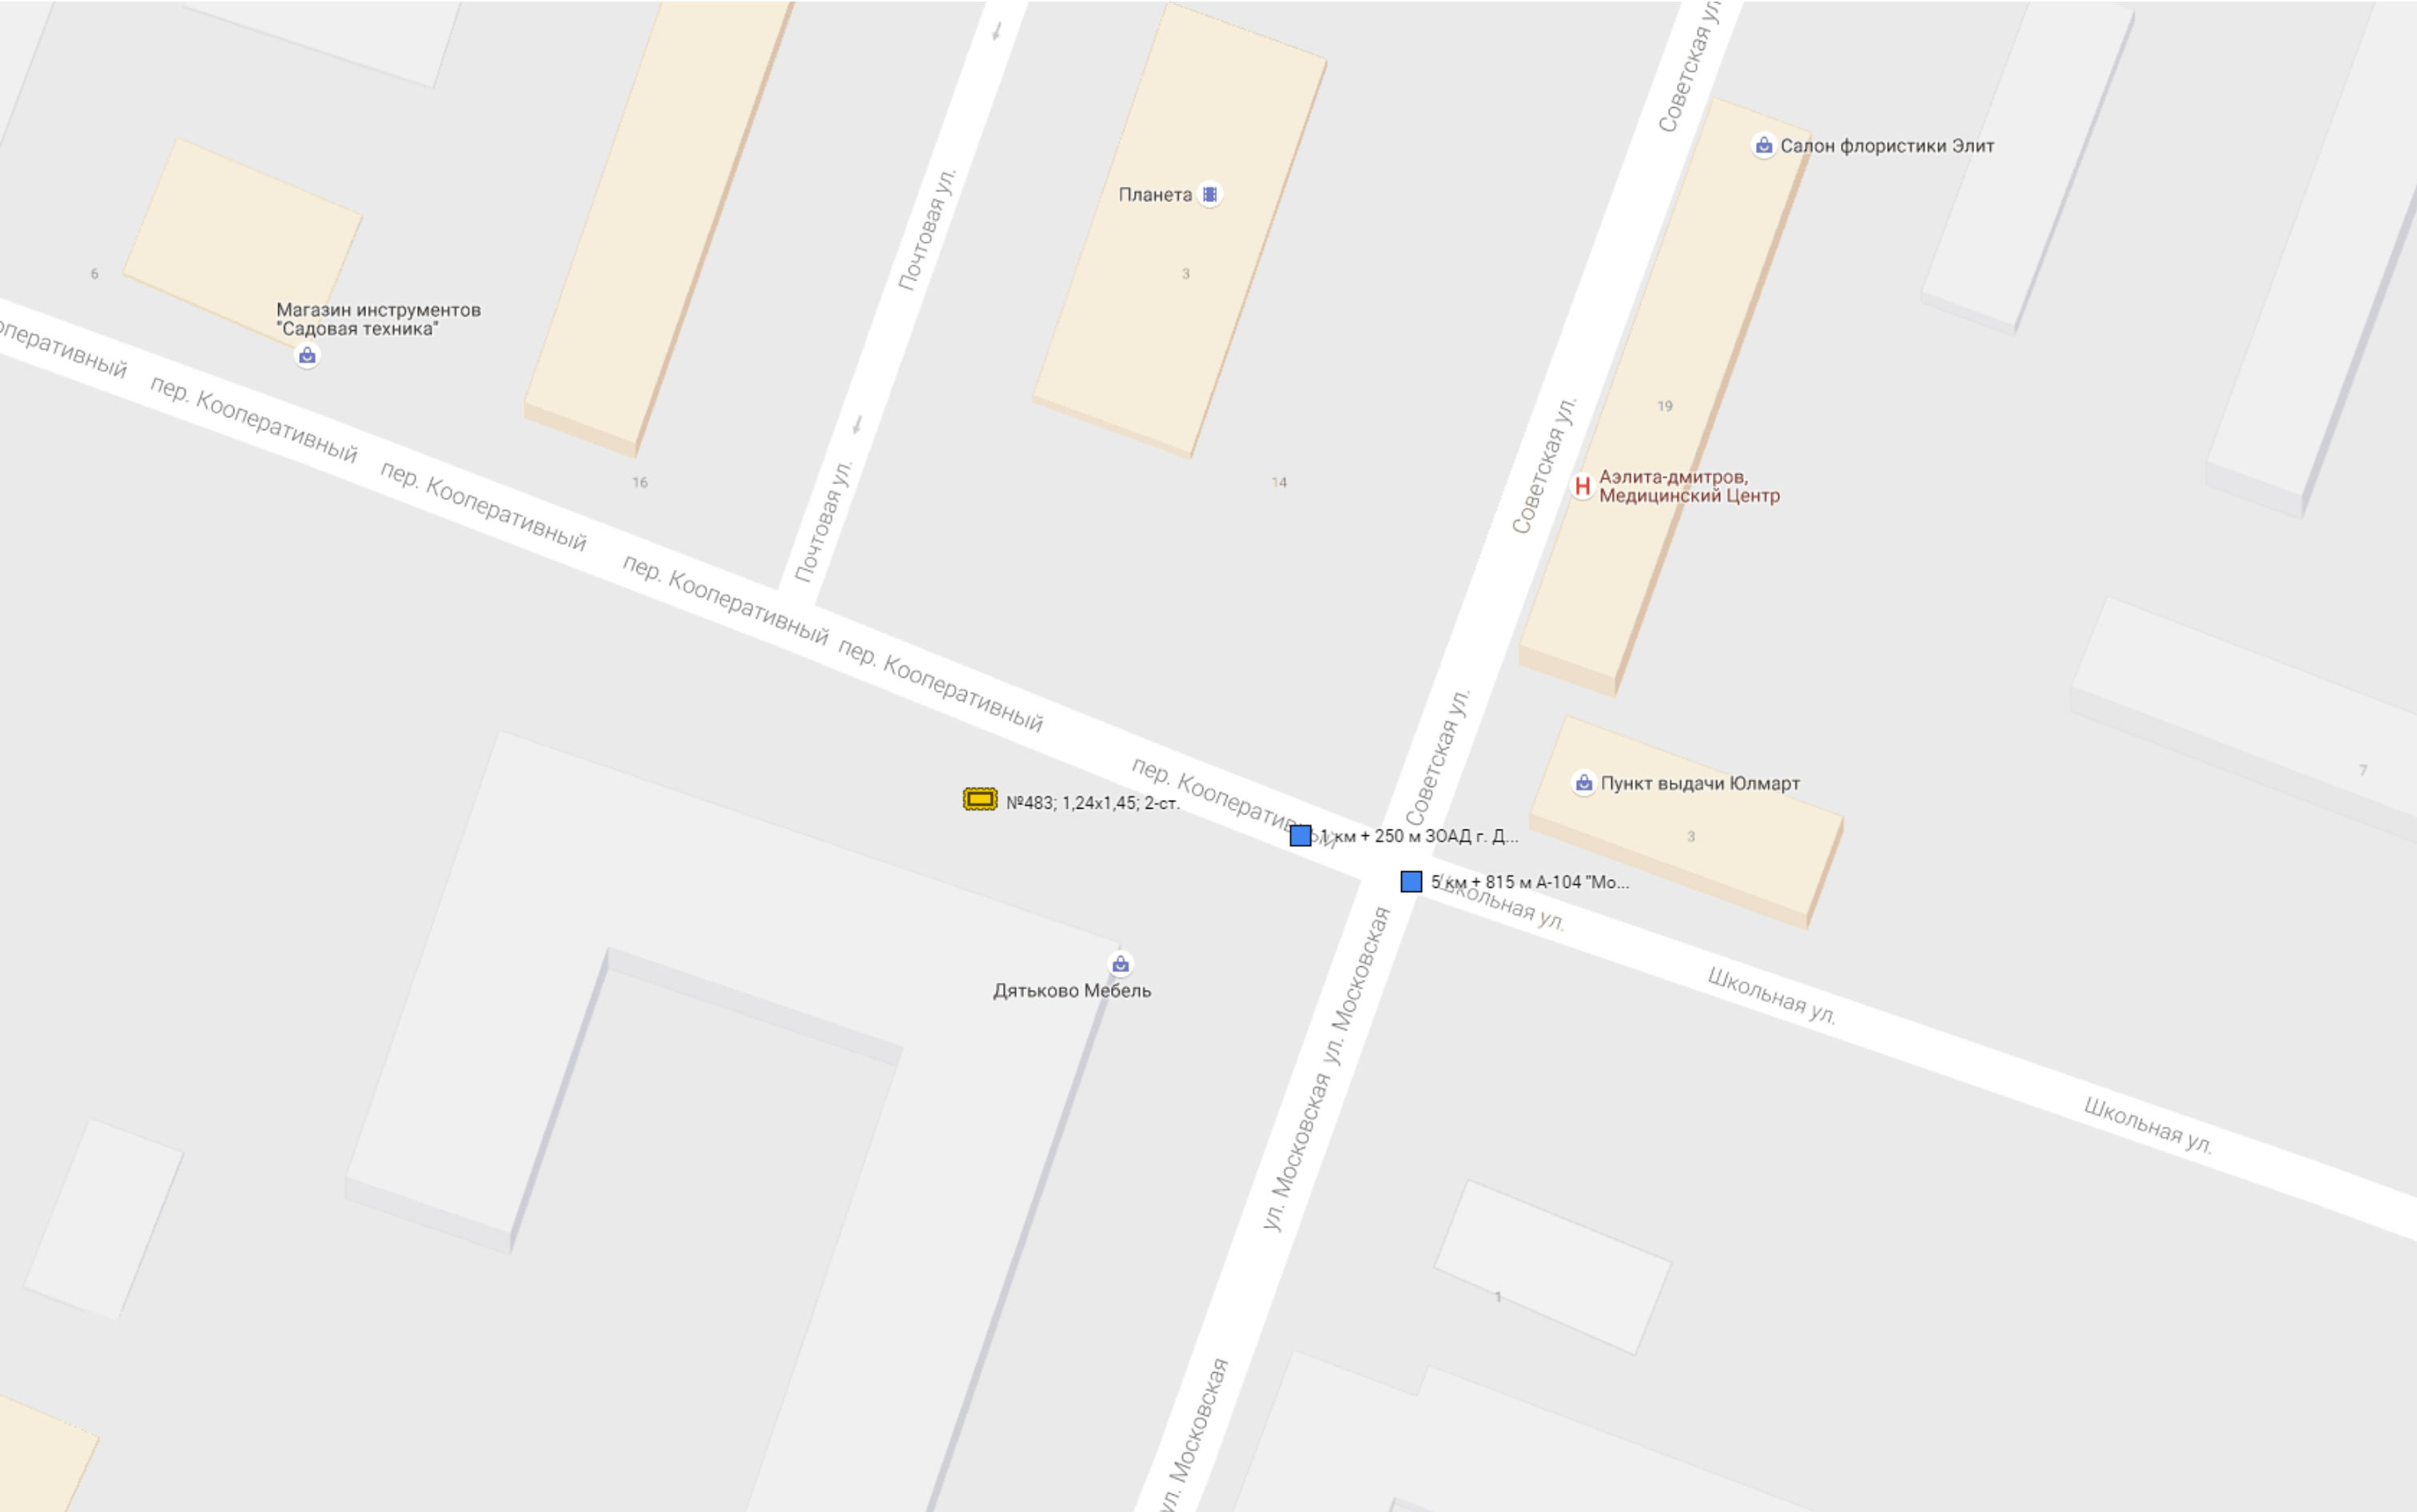 Советская ул.
Салон флористики Элит
Почтовая ул.
Планета
3
6
Магазин инструментов
"Садовая техника"
оперативный
пер. Кооперативный
пер. Кооперативный
пер. Кооперативный
пер. Кооперативный
пер. Кооперативный
16
Почтовая ул.
14
Советская ул.
19
Аэлита-дмитров,
Медицинский Центр
Советская ул.
Пункт выдачи Юлмарт
3
7
№483; 1,24x1,45; 2-ст.
1 км + 250 м ЗОАД г. Д...
5 км + 815 м А-104 "Мо...
Школьная ул.
Школьная ул.
Школьная ул.
Дятьково Мебель
ул. Московская
ул. Московская
ул. Московская
1